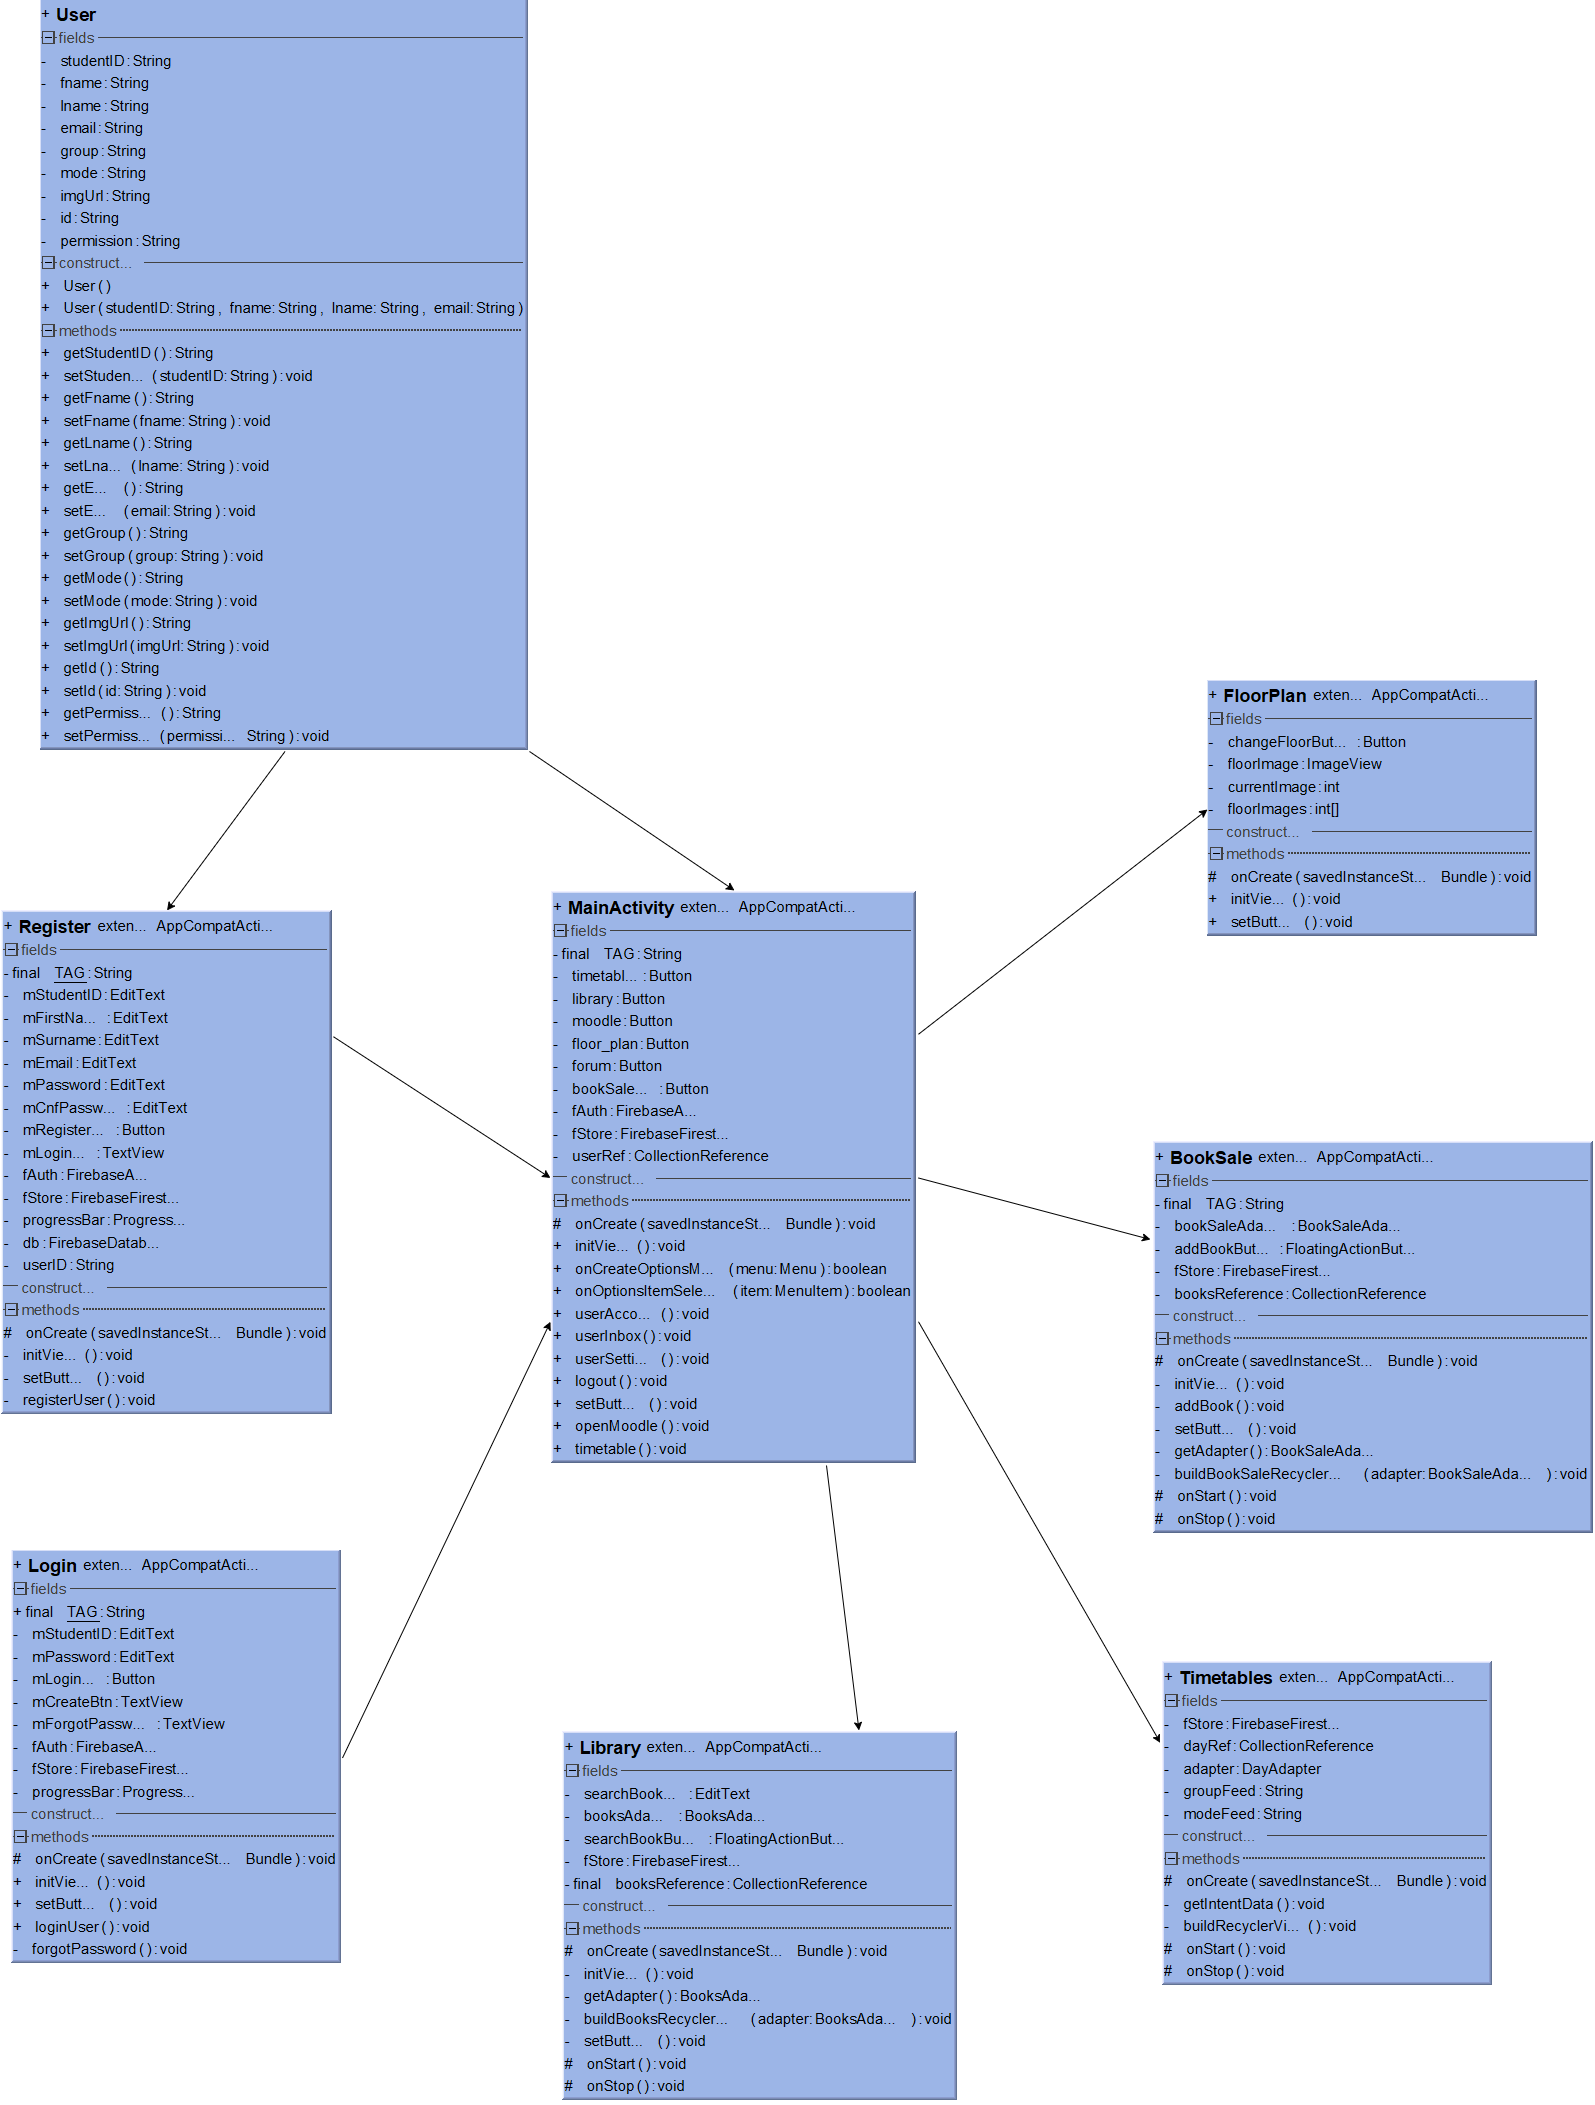 + User
fields
- studentID : String
- fname : String
- lname : String
- email : String
- group : String
- mode : String
- imgUrl : String
- id : String
- permission : String
construct...
+ User ( )
+ User ( studentID: String , fname: String , lname: String , email: String )
methods
+ getStudentID ( ) : String
+ setStuden... ( studentID: String ) : void
+ getFname ( ) : String
+ setFname ( fname: String ) : void
+ getLname ( ) : String
+ setLna... ( lname: String ) : void
+ getE... ( ) : String
+ setE... ( email: String ) : void
+ getGroup ( ) : String
+ setGroup ( group: String ) : void
+ getMode ( ) : String
+ setMode ( mode: String ) : void
+ getImgUrl ( ) : String
+ setImgUrl ( imgUrl: String ) : void
+ getId ( ) : String
+ setId ( id: String ) : void
+ getPermiss... ( ) : String
+ setPermiss... ( permissi... String ) : void
+ FloorPlan exten... AppCompatActi...
fields
- changeFloorBut... : Button
- floorImage : ImageView
- currentImage : int
- floorImages : int[]
construct...
methods
# onCreate ( savedInstanceSt... Bundle ) : void
+ initVie... ( ) : void
+ setButt... ( ) : void
+ Register exten... AppCompatActi...
fields
- final TAG : String
- mStudentID : EditText
- mFirstNa... : EditText
- mSurname : EditText
- mEmail : EditText
- mPassword : EditText
- mCnfPassw... : EditText
- mRegister... : Button
- mLogin... : TextView
- fAuth : FirebaseA...
- fStore : FirebaseFirest...
- progressBar : Progress...
- db : FirebaseDatab...
- userID : String
construct...
methods
# onCreate ( savedInstanceSt... Bundle ) : void
- initVie... ( ) : void
- setButt... ( ) : void
- registerUser ( ) : void
+ MainActivity exten... AppCompatActi...
fields
- final TAG : String
- timetabl... : Button
- library : Button
- moodle : Button
- floor_plan : Button
- forum : Button
- bookSale... : Button
- fAuth : FirebaseA...
- fStore : FirebaseFirest...
- userRef : CollectionReference
construct...
methods
# onCreate ( savedInstanceSt... Bundle ) : void
+ initVie... ( ) : void
+ onCreateOptionsM... ( menu: Menu ) : boolean
+ onOptionsItemSele... ( item: MenuItem ) : boolean
+ userAcco... ( ) : void
+ userInbox ( ) : void
+ userSetti... ( ) : void
+ logout ( ) : void
+ setButt... ( ) : void
+ openMoodle ( ) : void
+ timetable ( ) : void
+ BookSale exten... AppCompatActi...
fields
- final TAG : String
- bookSaleAda... : BookSaleAda...
- addBookBut... : FloatingActionBut...
- fStore : FirebaseFirest...
- booksReference : CollectionReference
construct...
methods
# onCreate ( savedInstanceSt... Bundle ) : void
- initVie... ( ) : void
- addBook ( ) : void
- setButt... ( ) : void
- getAdapter ( ) : BookSaleAda...
- buildBookSaleRecycler... ( adapter: BookSaleAda... ) : void
# onStart ( ) : void
# onStop ( ) : void
+ Login exten... AppCompatActi...
fields
+ final TAG : String
- mStudentID : EditText
- mPassword : EditText
- mLogin... : Button
- mCreateBtn : TextView
- mForgotPassw... : TextView
- fAuth : FirebaseA...
- fStore : FirebaseFirest...
- progressBar : Progress...
construct...
methods
# onCreate ( savedInstanceSt... Bundle ) : void
+ initVie... ( ) : void
+ setButt... ( ) : void
+ loginUser ( ) : void
- forgotPassword ( ) : void
+ Library exten... AppCompatActi...
fields
- searchBook... : EditText
- booksAda... : BooksAda...
- searchBookBu... : FloatingActionBut...
- fStore : FirebaseFirest...
- final booksReference : CollectionReference
construct...
methods
# onCreate ( savedInstanceSt... Bundle ) : void
- initVie... ( ) : void
- getAdapter ( ) : BooksAda...
- buildBooksRecycler... ( adapter: BooksAda... ) : void
- setButt... ( ) : void
# onStart ( ) : void
# onStop ( ) : void
+ Timetables exten... AppCompatActi...
fields
- fStore : FirebaseFirest...
- dayRef : CollectionReference
- adapter : DayAdapter
- groupFeed : String
- modeFeed : String
construct...
methods
# onCreate ( savedInstanceSt... Bundle ) : void
- getIntentData ( ) : void
- buildRecyclerVi... ( ) : void
# onStart ( ) : void
# onStop ( ) : void